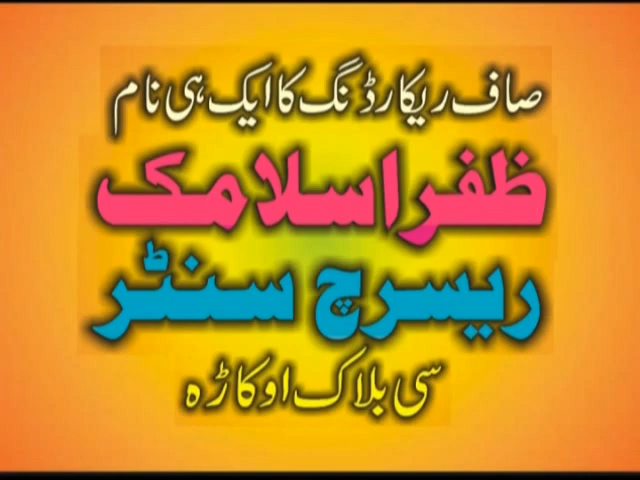 صاف ریکارڈنگ کا ایک ہی نام
ظفر اسلامک
ریسرچ سنٹر
سی بلاک اوکاڑہ